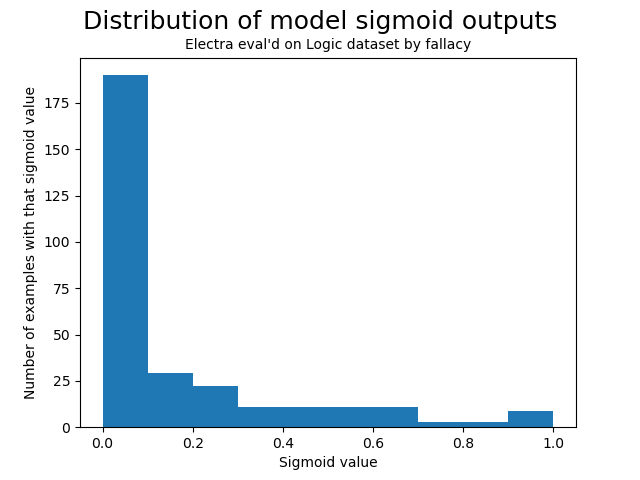 Distribution of model sigmoid outputs
Electra eval'd on Logic dataset by fallacy
Number of examples with that sigmoid value
175
150
125
100
75
50
25
0
0.0 0.2 0.4 0.6 0.8 1.0
Sigmoid value